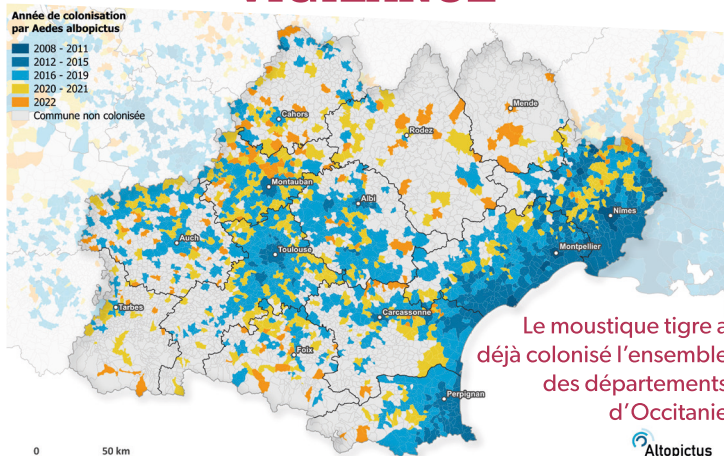 Année de colonisation
par Aedes albopictus
2008 - 2011
2012 - 2015
2016 - 2019
2020 - 2021
2022
Commune non colonisée
Cahors
Mende
Rodez
Montauban
Albi
Nîmes
Auch
Toulouse
Montpellier
Tarbes
Carcassonne
Foix
Perpignan
Le moustique tigre a
déjà colonisé l'ensemble
des départements
d'Occitanie
0 50 km
Altopictus